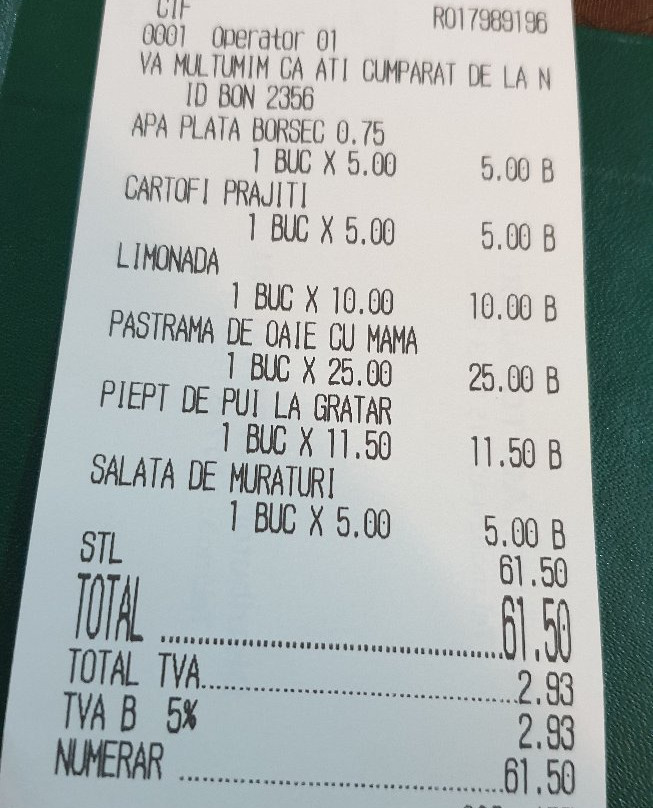 CIF RO17989196
0001 Operator 01
VA MULTUMIM CA ATI CUMPARAT DE LA N
ID BON 2356
APA PLATA BORSEC 0.75
1 BUC X 5.00 5.00 B
CARTOFI PRAJITI
1 BUC X 5.00 5.00 B
LIMONADA
1 BUC X 10.00 10.00 B
PASTRAMA DE OAIE CU MAMA
1 BUC X 25.00 25.00 B
PIEPT DE PUI LA GRATAR
1 BUC X 11.50 11.50 B
SALATA DE MURATURI
1 BUC X 5.00 5.00 B
STL 61.50
TOTAL 61.50
TOTAL TVA 2.93
TVA B 5% 2.93
NUMERAR 61.50